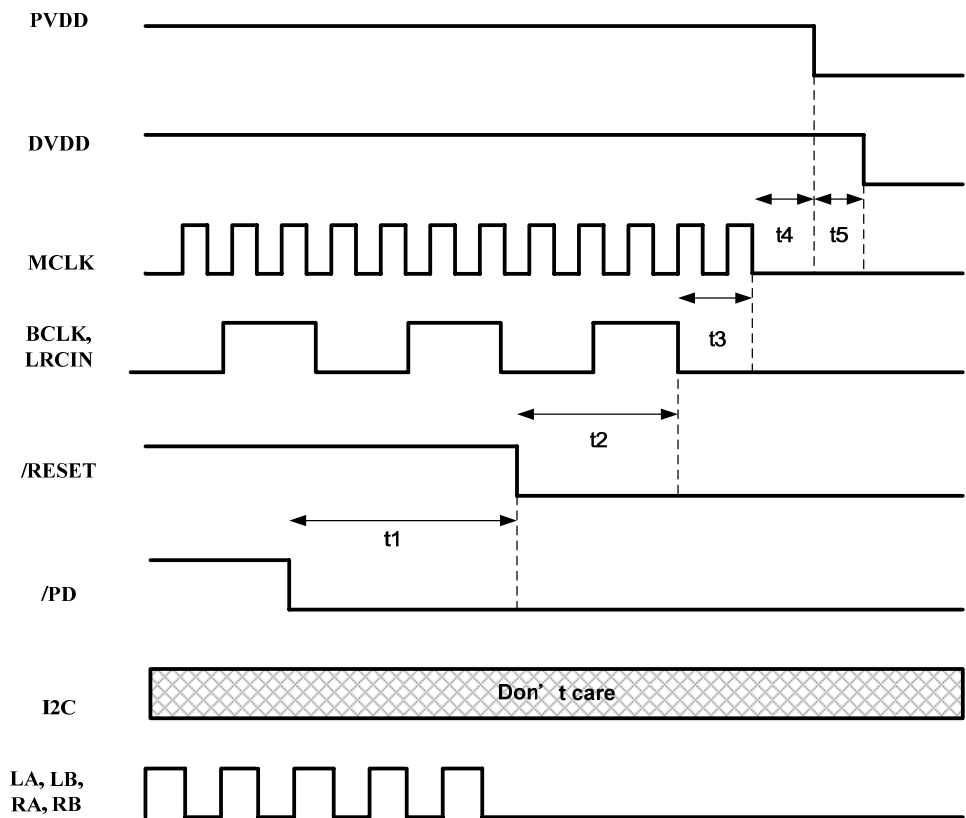 PVDD
DVDD
t4
t5
MCLK
BCLK,
LRCIN
t3
t2
/RESET
t1
/PD
Don’t care
I2C
LA, LB,
RA, RB